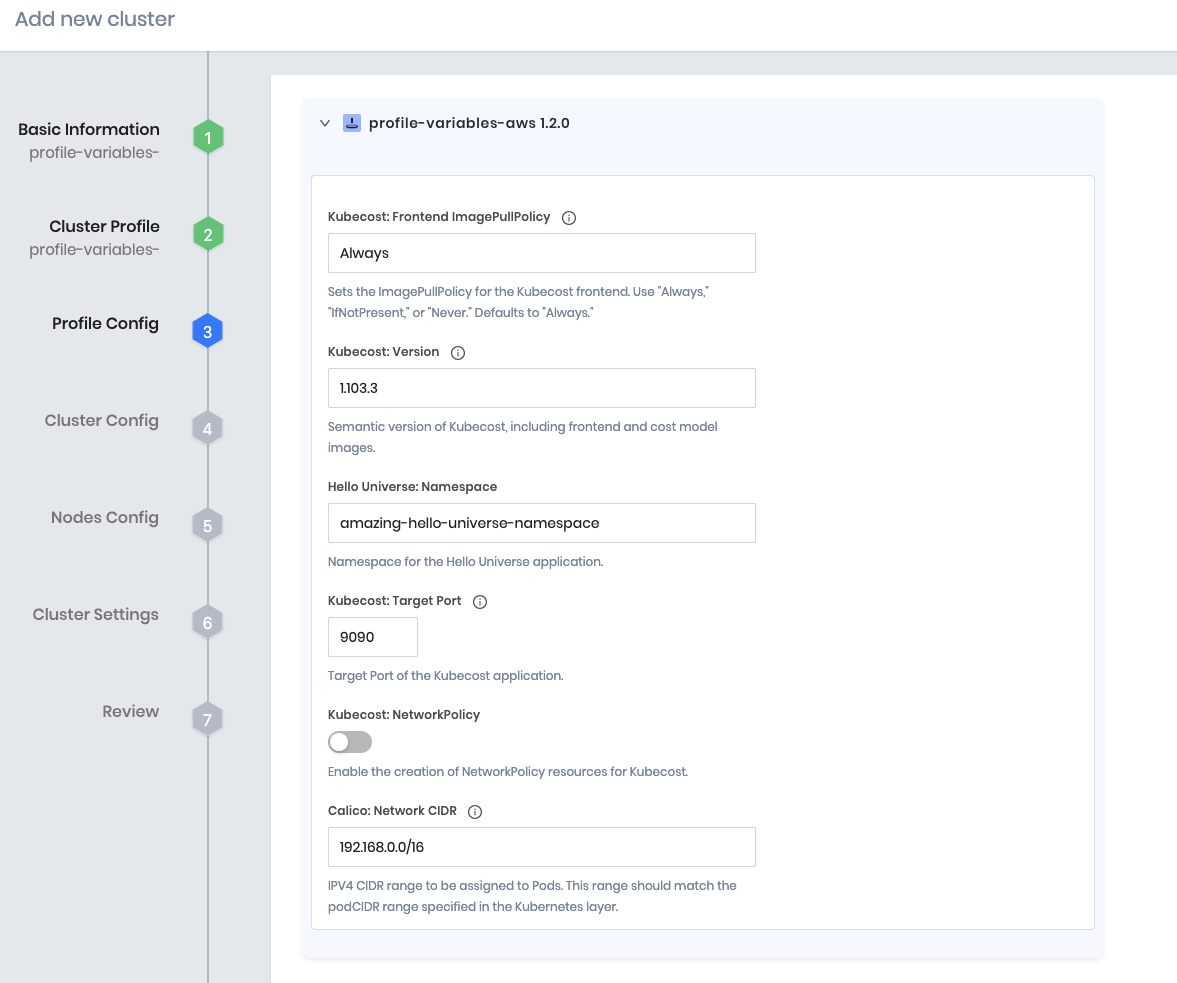 Add new cluster
Basic Information
profile-variables-
1
Cluster Profile
profile-variables-
2
Profile Config
3
Cluster Config
4
Nodes Config
5
Cluster Settings
6
Review
7
profile-variables-aws 1.2.0
Kubecost: Frontend ImagePullPolicy
Always
Sets the ImagePullPolicy for the Kubecost frontend. Use "Always,"
"IfNotPresent," or "Never." Defaults to "Always."
Kubecost: Version
1.103.3
Semantic version of Kubecost, including frontend and cost model
images.
Hello Universe: Namespace
amazing-hello-universe-namespace
Namespace for the Hello Universe application.
Kubecost: Target Port
9090
Target Port of the Kubecost application.
Kubecost: NetworkPolicy
Enable the creation of NetworkPolicy resources for Kubecost.
Calico: Network CIDR
192.168.0.0/16
IPV4 CIDR range to be assigned to Pods. This range should match the
podCIDR range specified in the Kubernetes layer.